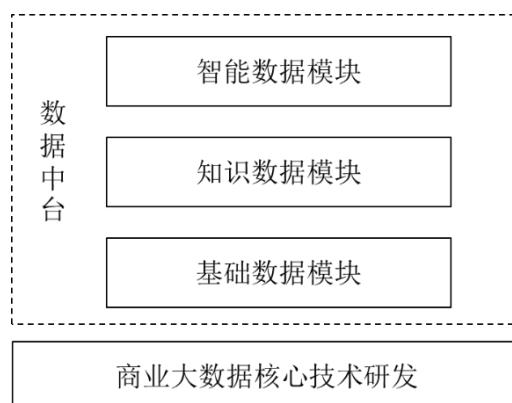 智能数据模块
数据中台
知识数据模块
基础数据模块
商业大数据核心技术研发